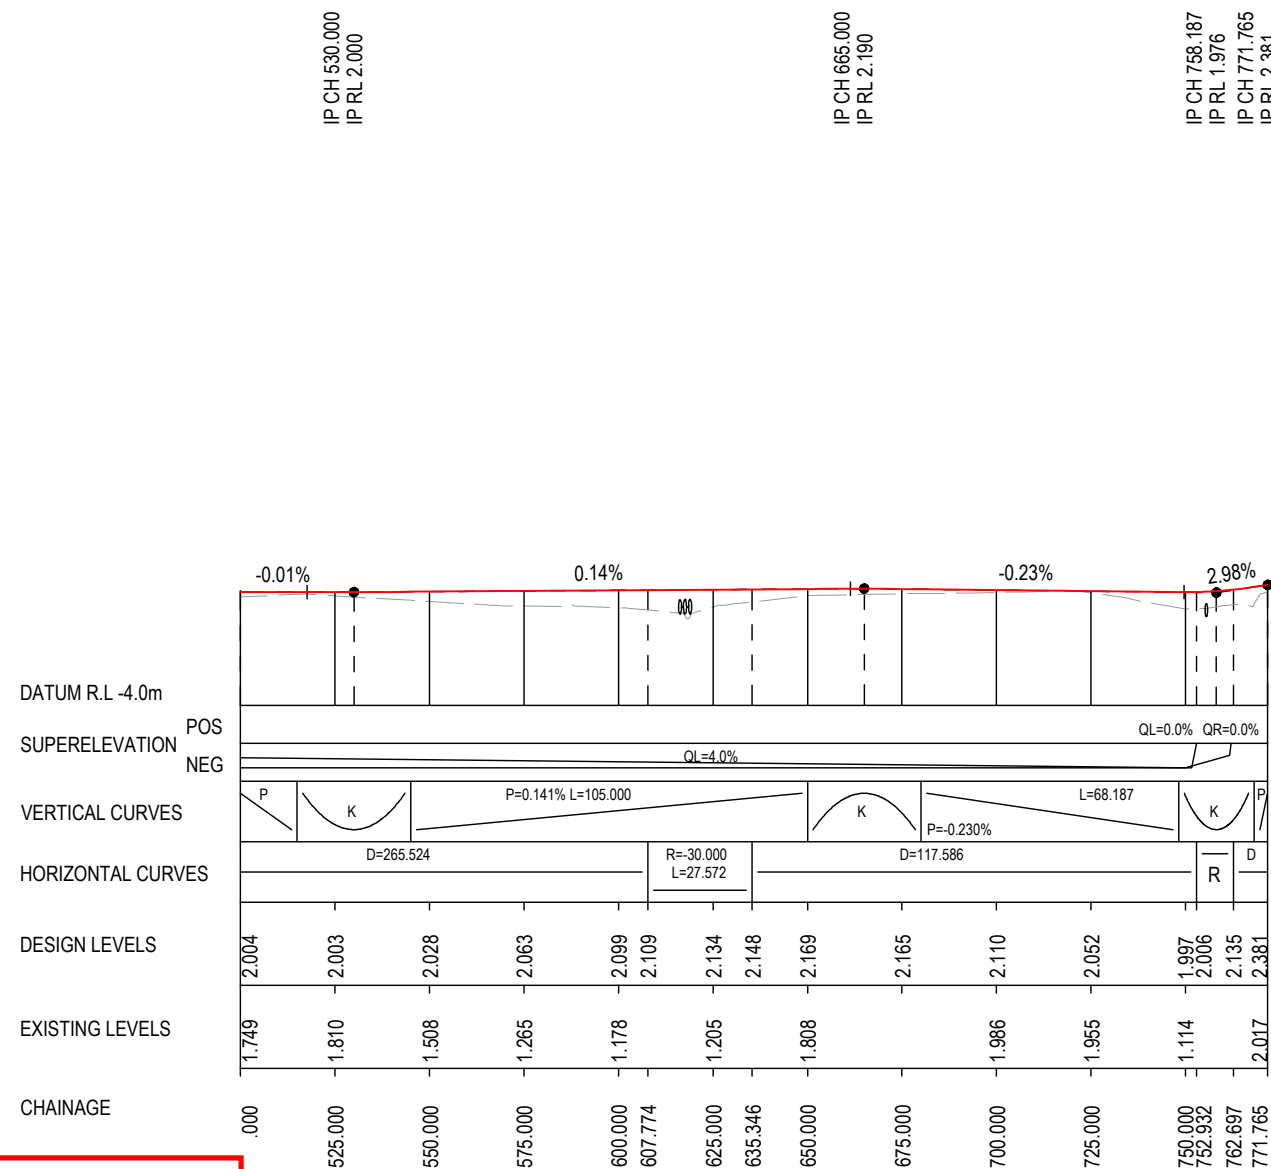 IP CH 530.000
IP RL 2.000
IP CH 665.000
IP RL 2.190
IP CH 758.187
IP RL 1.976
IP CH 771.765
IP RL 2.381
-0.01%
0.14%
-0.23%
2.98%
DATUM R.L -4.0m
SUPERELEVATION
POS
NEG
QL=4.0%
QL=0.0%
QR=0.0%
VERTICAL CURVES
P
K
P=0.141% L=105.000
K
P=-0.230%
L=68.187
K
P
HORIZONTAL CURVES
D=265.524
R=-30.000
L=27.572
D=117.586
R
D
DESIGN LEVELS
2.004
2.003
2.028
2.063
2.099
2.109
2.134
2.148
2.169
2.165
2.110
2.052
1.997
2.006
2.135
2.381
EXISTING LEVELS
1.749
1.810
1.508
1.265
1.178
1.205
1.808
1.986
1.955
1.114
2.017
CHAINAGE
.000
525.000
550.000
575.000
600.000
607.774
625.000
635.346
650.000
675.000
700.000
725.000
750.000
752.932
762.697
771.765